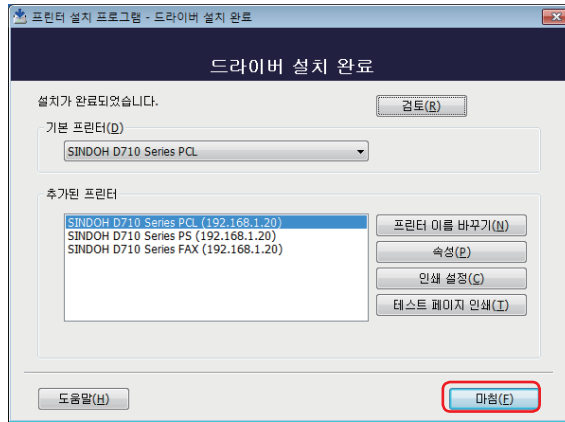 프린터 설치 프로그램 - 드라이버 설치 완료
드라이버 설치 완료
설치가 완료되었습니다.
검토(R)
기본 프린터(D)
SINDOH D710 Series PCL
추가된 프린터
SINDOH D710 Series PCL (192.168.1.20)
SINDOH D710 Series PS (192.168.1.20)
SINDOH D710 Series FAX (192.168.1.20)
프린터 이름 바꾸기(N)
속성(P)
인쇄 설정(C)
테스트 페이지 인쇄(T)
도움말(H)
마침(F)